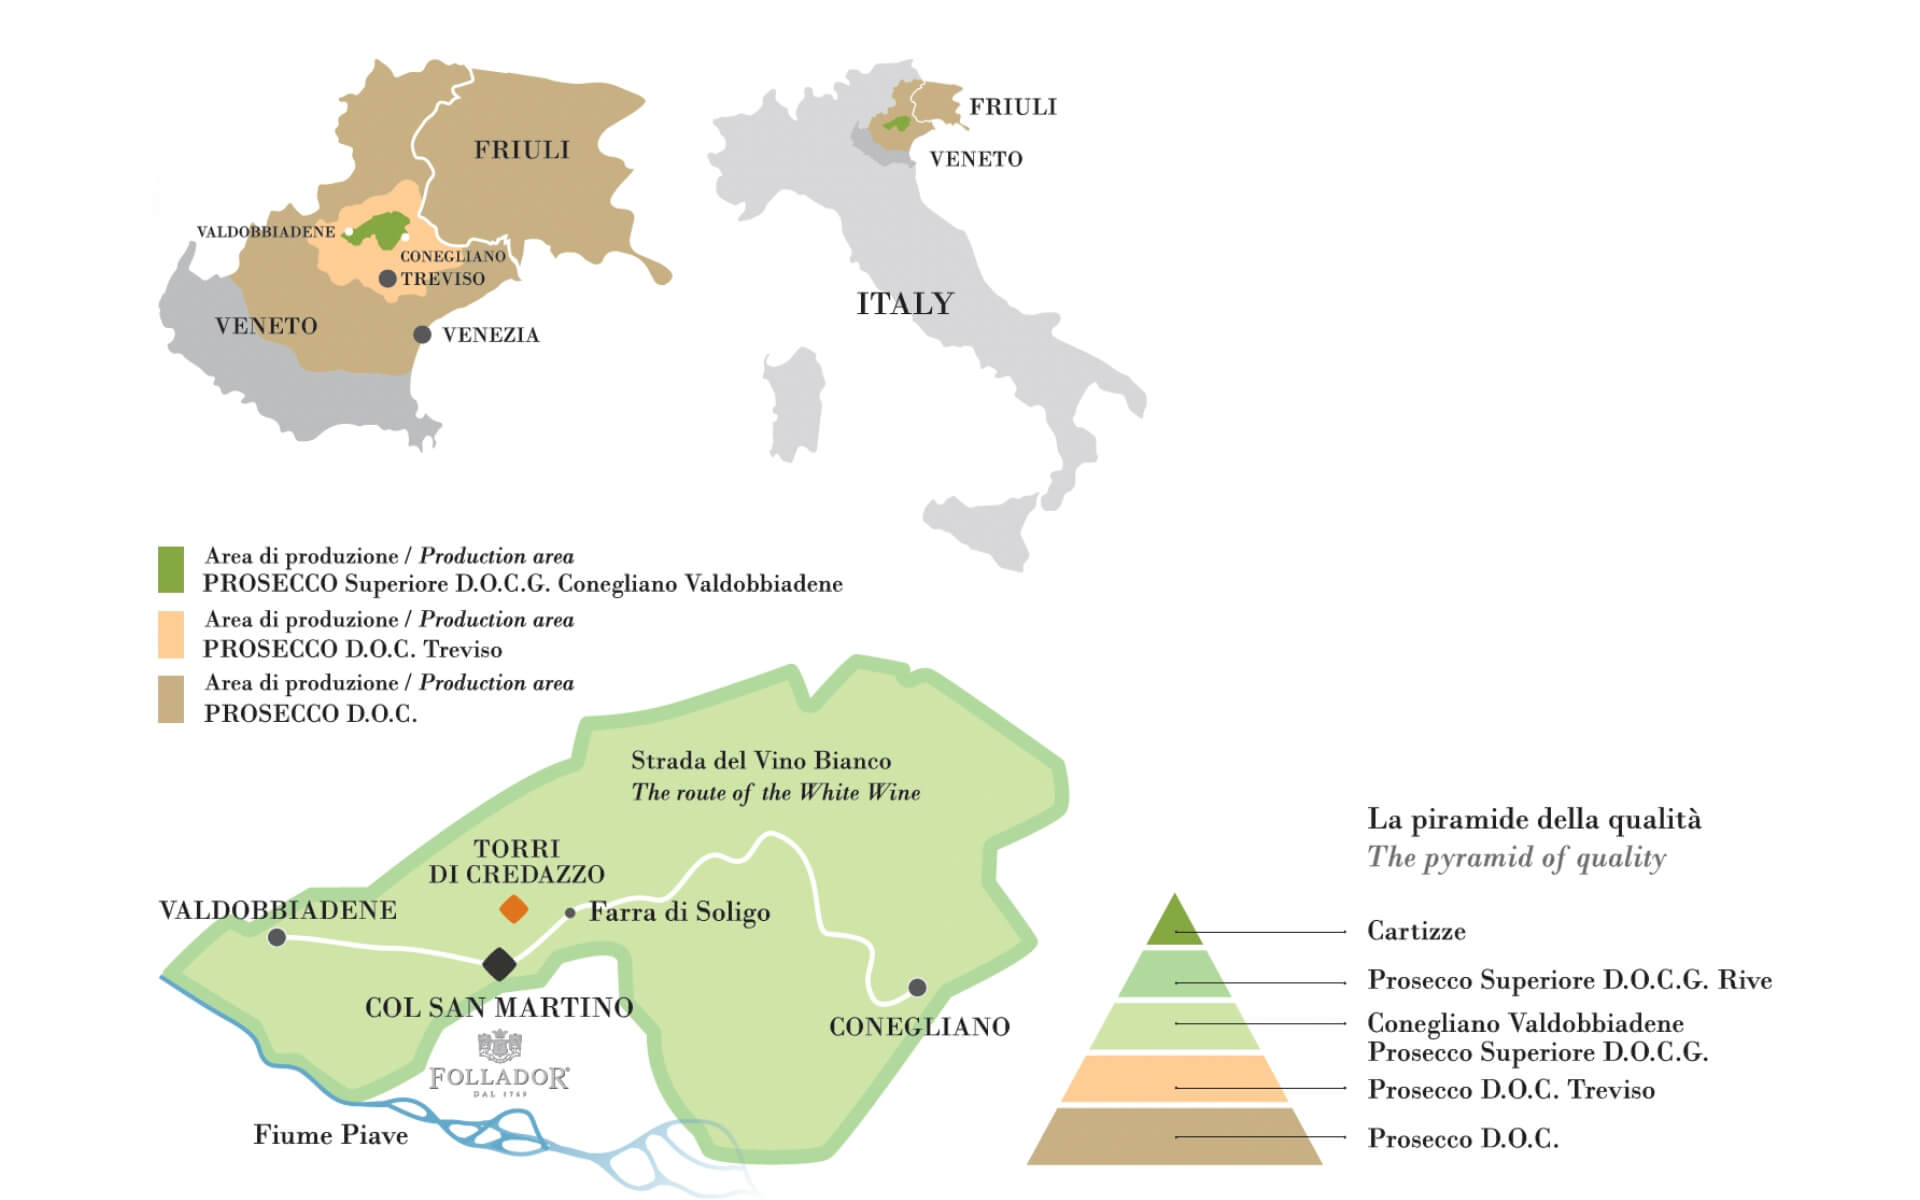 FRIULI
VALDOBBIADENE
CONEGLIANO
TREVISO
VENETO
VENEZIA
FRIULI
VENETO
ITALY
Area di produzione / Production area
PROSECCO Superiore D.O.C.G. Conegliano Valdobbiadene
Area di produzione / Production area
PROSECCO D.O.C. Treviso
Area di produzione / Production area
PROSECCO D.O.C.
Strada del Vino Bianco
The route of the White Wine
TORRI
DI CREDAZZO
VALDOBBIADENE
Farra di Soligo
COL SAN MARTINO
CONEGLIANO
FOLLADOR
DAL 1769
Fiume Piave
La piramide della qualità
The pyramid of quality
Cartizze
Prosecco Superiore D.O.C.G. Rive
Conegliano Valdobbiadene
Prosecco Superiore D.O.C.G.
Prosecco D.O.C. Treviso
Prosecco D.O.C.